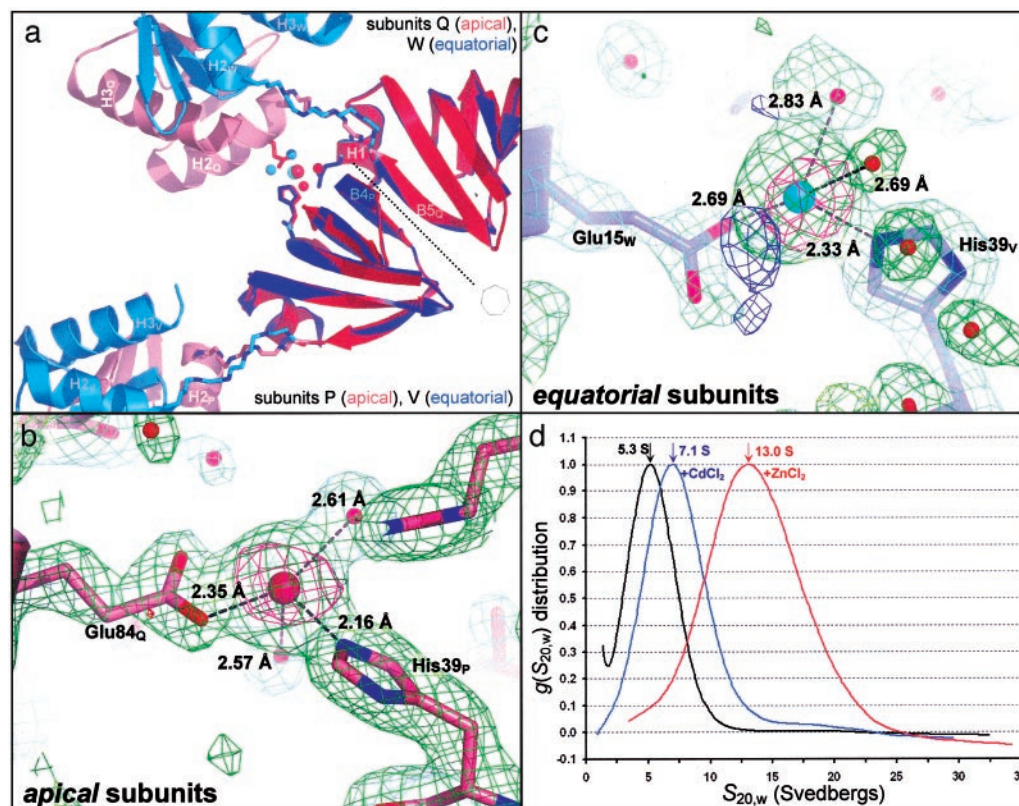 a
subunits Q (apical),
W (equatorial)
H3W
H2W
H3Q
H2Q
H1
B4P
B5Q
H3V
H2P
subunits P (apical), V (equatorial)
b
2.61 Å
2.35 Å
Glu84Q
2.16 Å
2.57 Å
His39P
apical subunits
c
2.83 Å
2.69 Å
2.69 Å
Glu15W
2.33 Å
His39V
equatorial subunits
d
5.3 S
7.1 S
+CdCl2
13.0 S
+ZnCl2
g(S20,w) distribution
1.1
1.0
0.9
0.8
0.7
0.6
0.5
0.4
0.3
0.2
0.1
0.0
-0.1
0 5 10 15 20 25 30
S20,w (Svedbergs)